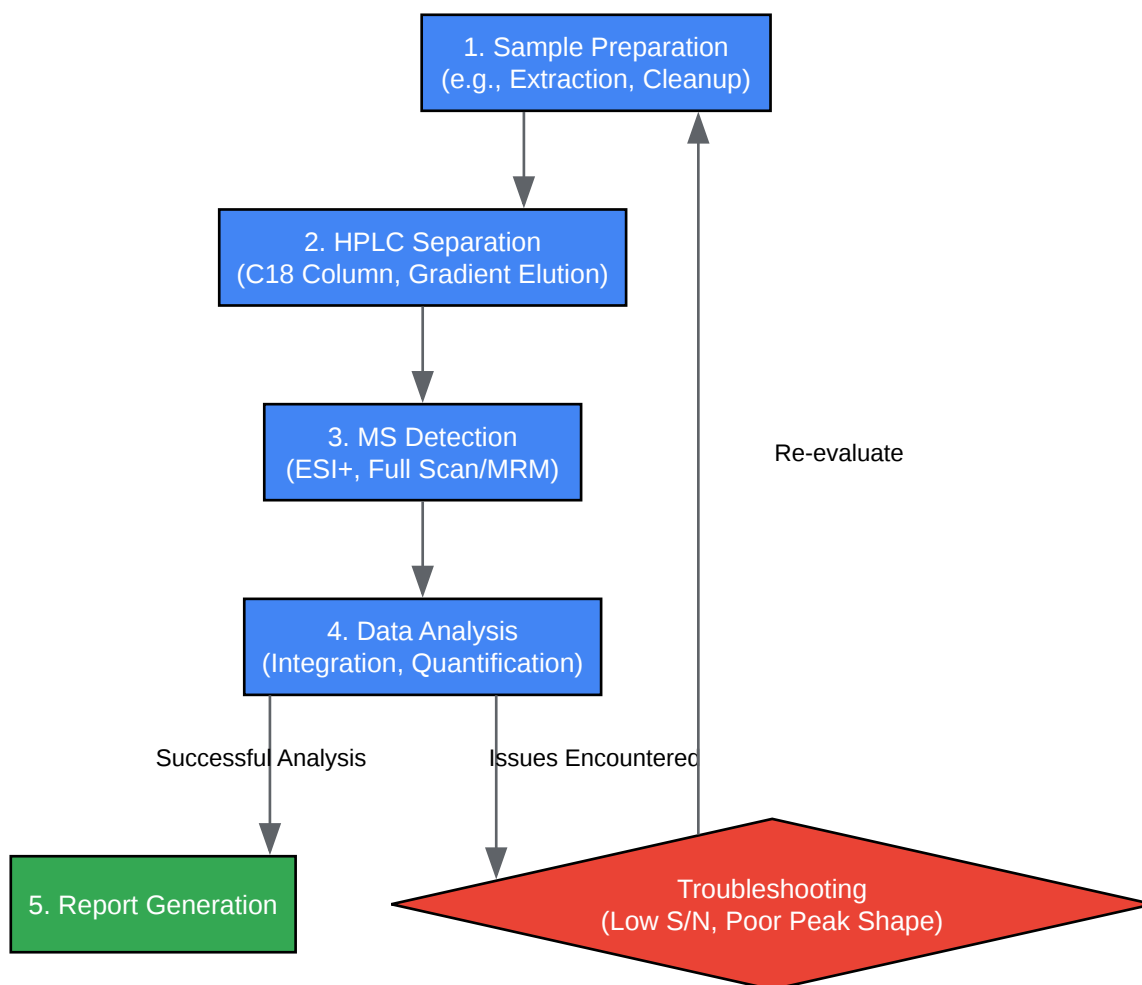 1. Sample Preparation
(e.g., Extraction, Cleanup)
2. HPLC Separation
(C18 Column, Gradient Elution)
3. MS Detection
(ESI+, Full Scan/MRM)
Re-evaluate
4. Data Analysis
(Integration, Quantification)
Successful Analysis
Issues Encountered
5. Report Generation
Troubleshooting
(Low S/N, Poor Peak Shape)